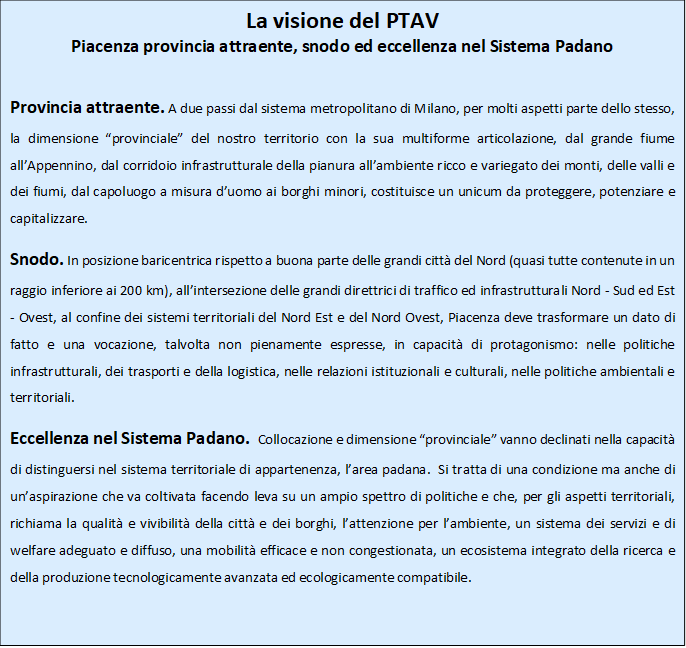 La visione del PTAV
Piacenza provincia attraente, snodo ed eccellenza nel Sistema Padano
Provincia attraente. A due passi dal sistema metropolitano di Milano, per molti aspetti parte dello stesso,
la dimensione “provinciale” del nostro territorio con la sua multiforme articolazione, dal grande fiume
all’Appennino, dal corridoio infrastrutturale della pianura all’ambiente ricco e variegato dei monti, delle valli e
dei fiumi, dal capoluogo a misura d’uomo ai borghi minori, costituisce un unicum da proteggere, potenziare e
capitalizzare.
Snodo. In posizione baricentrica rispetto a buona parte delle grandi città del Nord (quasi tutte contenute in un
raggio inferiore ai 200 km), all’intersezione delle grandi direttrici di traffico ed infrastrutturali Nord - Sud ed Est
- Ovest, al confine dei sistemi territoriali del Nord Est e del Nord Ovest, Piacenza deve trasformare un dato di
fatto e una vocazione, talvolta non pienamente espresse, in capacità di protagonismo: nelle politiche
infrastrutturali, dei trasporti e della logistica, nelle relazioni istituzionali e culturali, nelle politiche ambientali e
territoriali.
Eccellenza nel Sistema Padano. Collocazione e dimensione “provinciale” vanno declinati nella capacità
di distinguersi nel sistema territoriale di appartenenza, l’area padana. Si tratta di una condizione ma anche di
un’aspirazione che va coltivata facendo leva su un ampio spettro di politiche e che, per gli aspetti territoriali,
richiama la qualità e vivibilità della città e dei borghi, l’attenzione per l’ambiente, un sistema dei servizi e di
welfare adeguato e diffuso, una mobilità efficace e non congestionata, un ecosistema integrato della ricerca e
della produzione tecnologicamente avanzata ed ecologicamente compatibile.